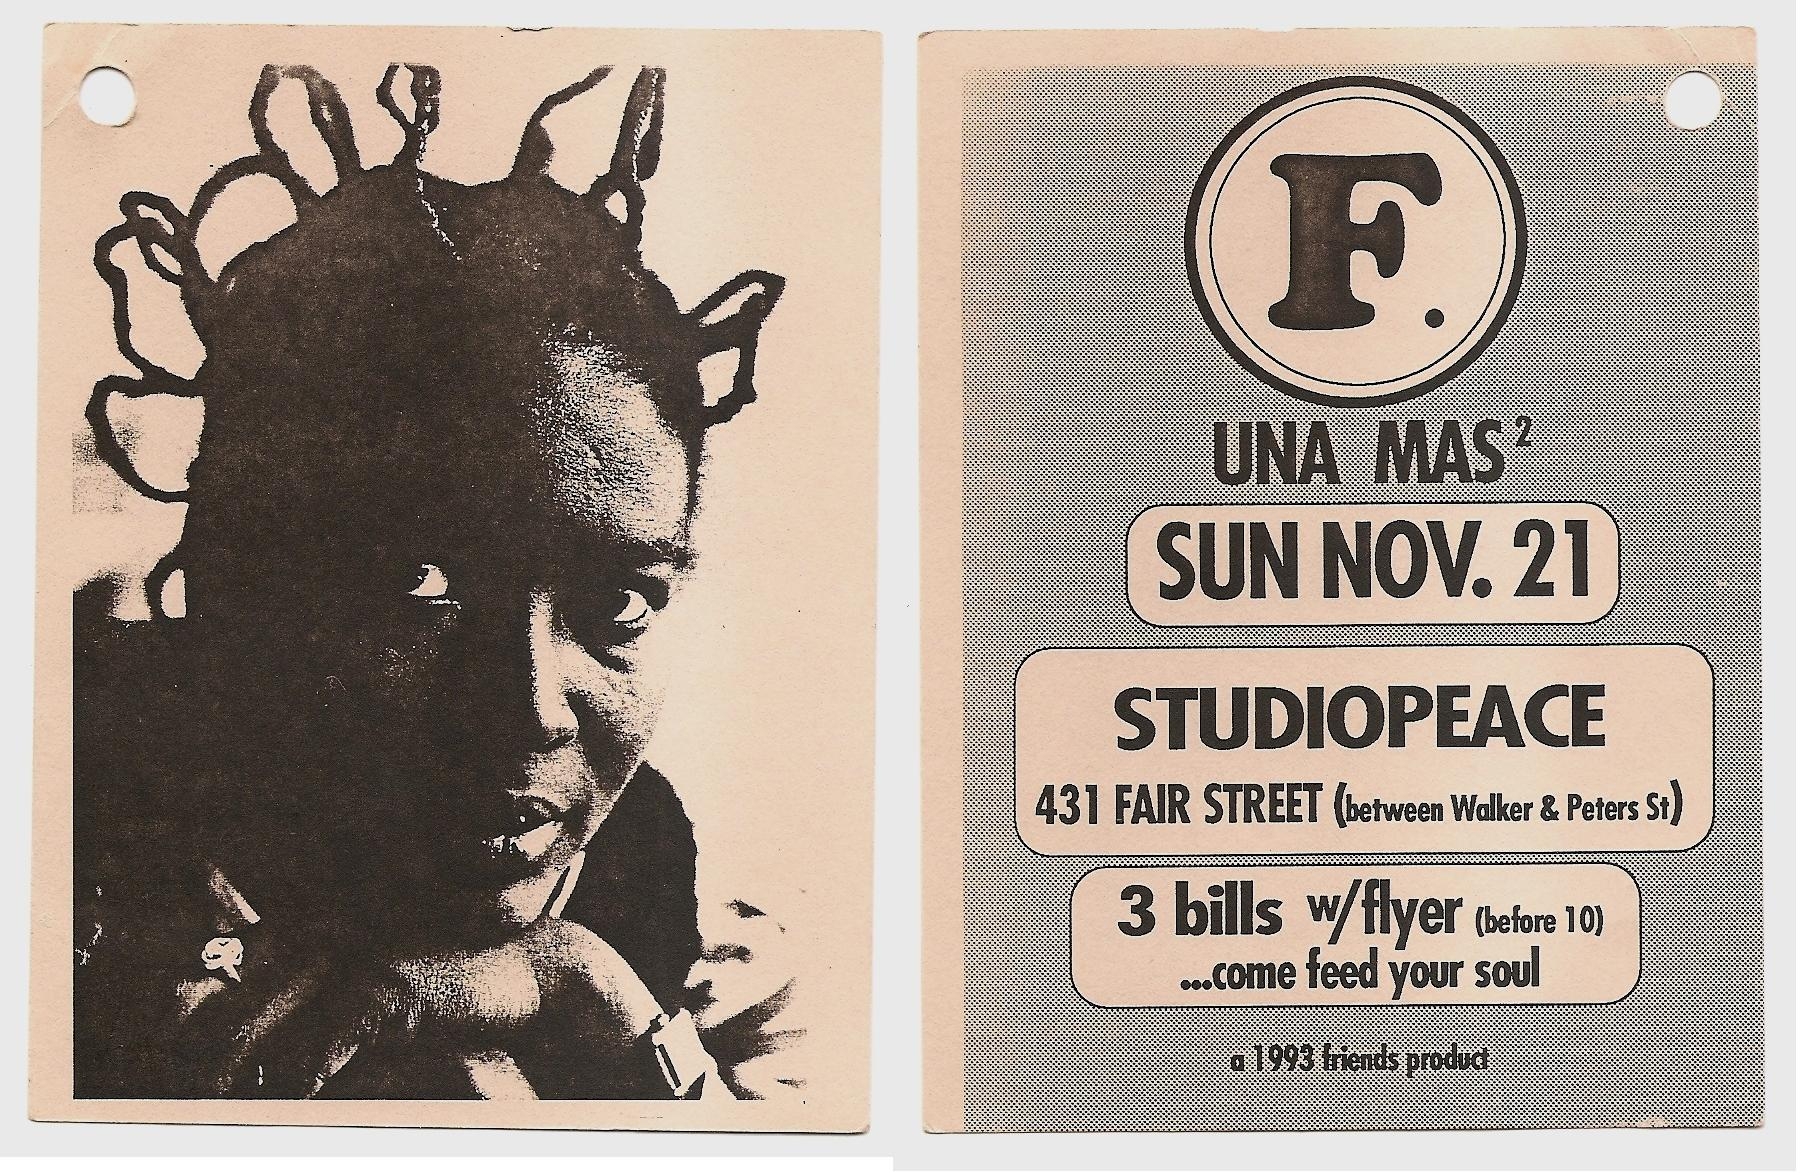 F.
UNA MAS²
SUN NOV. 21
STUDIOPEACE
431 FAIR STREET (between Walker & Peters St)
3 bills w/flyer (before 10)
...come feed your soul
a 1993 friends product